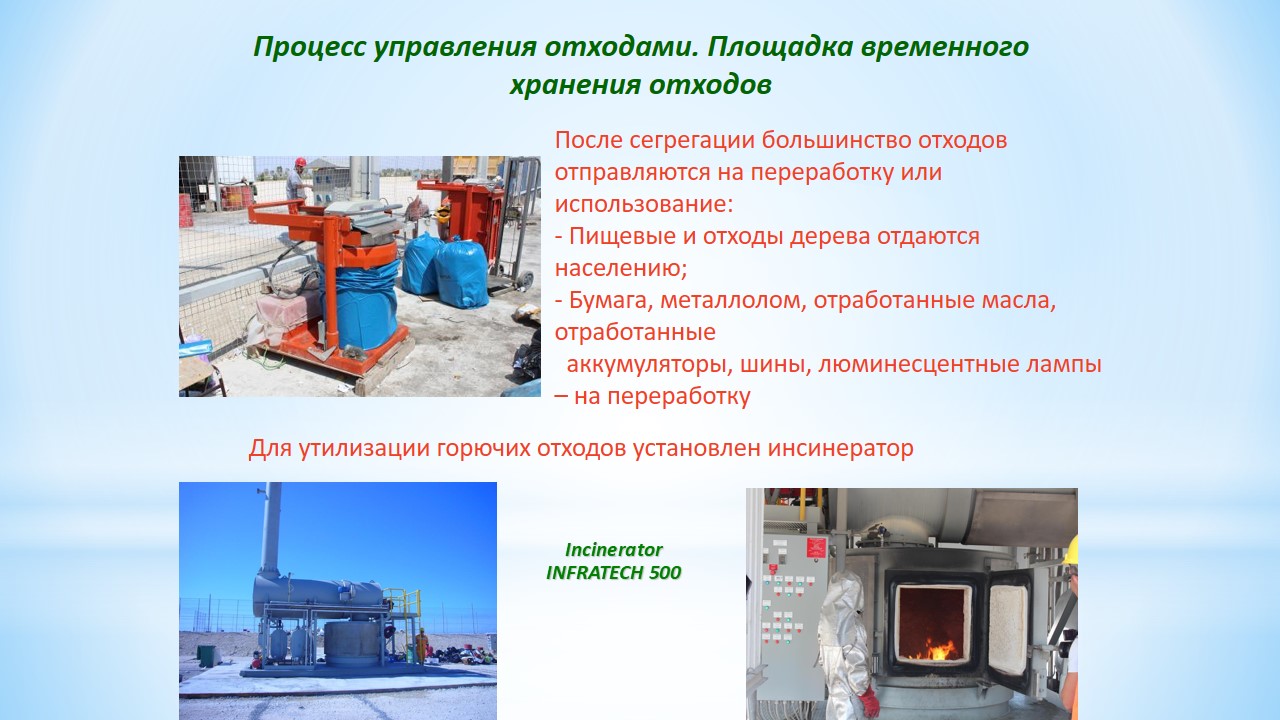 Процесс управления отходами. Площадка временного
хранения отходов
После сегрегации большинство отходов
отправляются на переработку или
использование:
- Пищевые и отходы дерева отдаются
населению;
- Бумага, металлолом, отработанные масла,
отработанные
аккумуляторы, шины, люминесцентные лампы
– на переработку
Для утилизации горючих отходов установлен инсинератор
Incinerator
INFRATECH 500